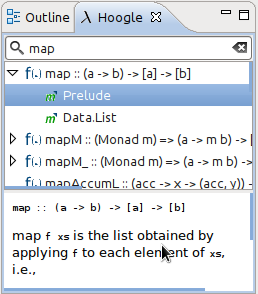 Outline Hoogle
map
f(.) map :: (a -> b) -> [a] -> [b]
Prelude
Data.List
f(.) mapM :: (Monad m) => (a -> m b) -> [
f(.) mapM_ :: (Monad m) => (a -> m b) ->
f(.) mapAccumL :: (acc -> x -> (acc, y)) -
map :: (a -> b) -> [a] -> [b]
map f xs is the list obtained by
applying f to each element of xs,
i.e.,